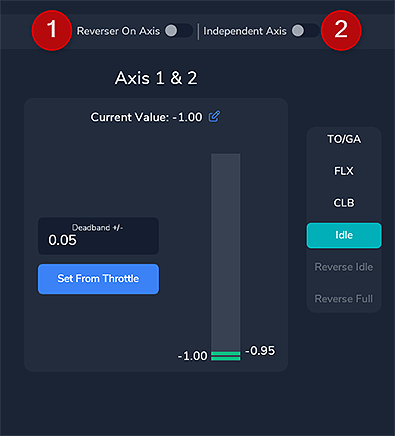 1 Reverser On Axis Independent Axis 2
Axis 1 & 2
Current Value: -1.00
TO/GA
FLX
CLB
Deadband +/-
0.05
Idle
Set From Throttle
Reverse Idle
Reverse Full
-1.00 -0.95